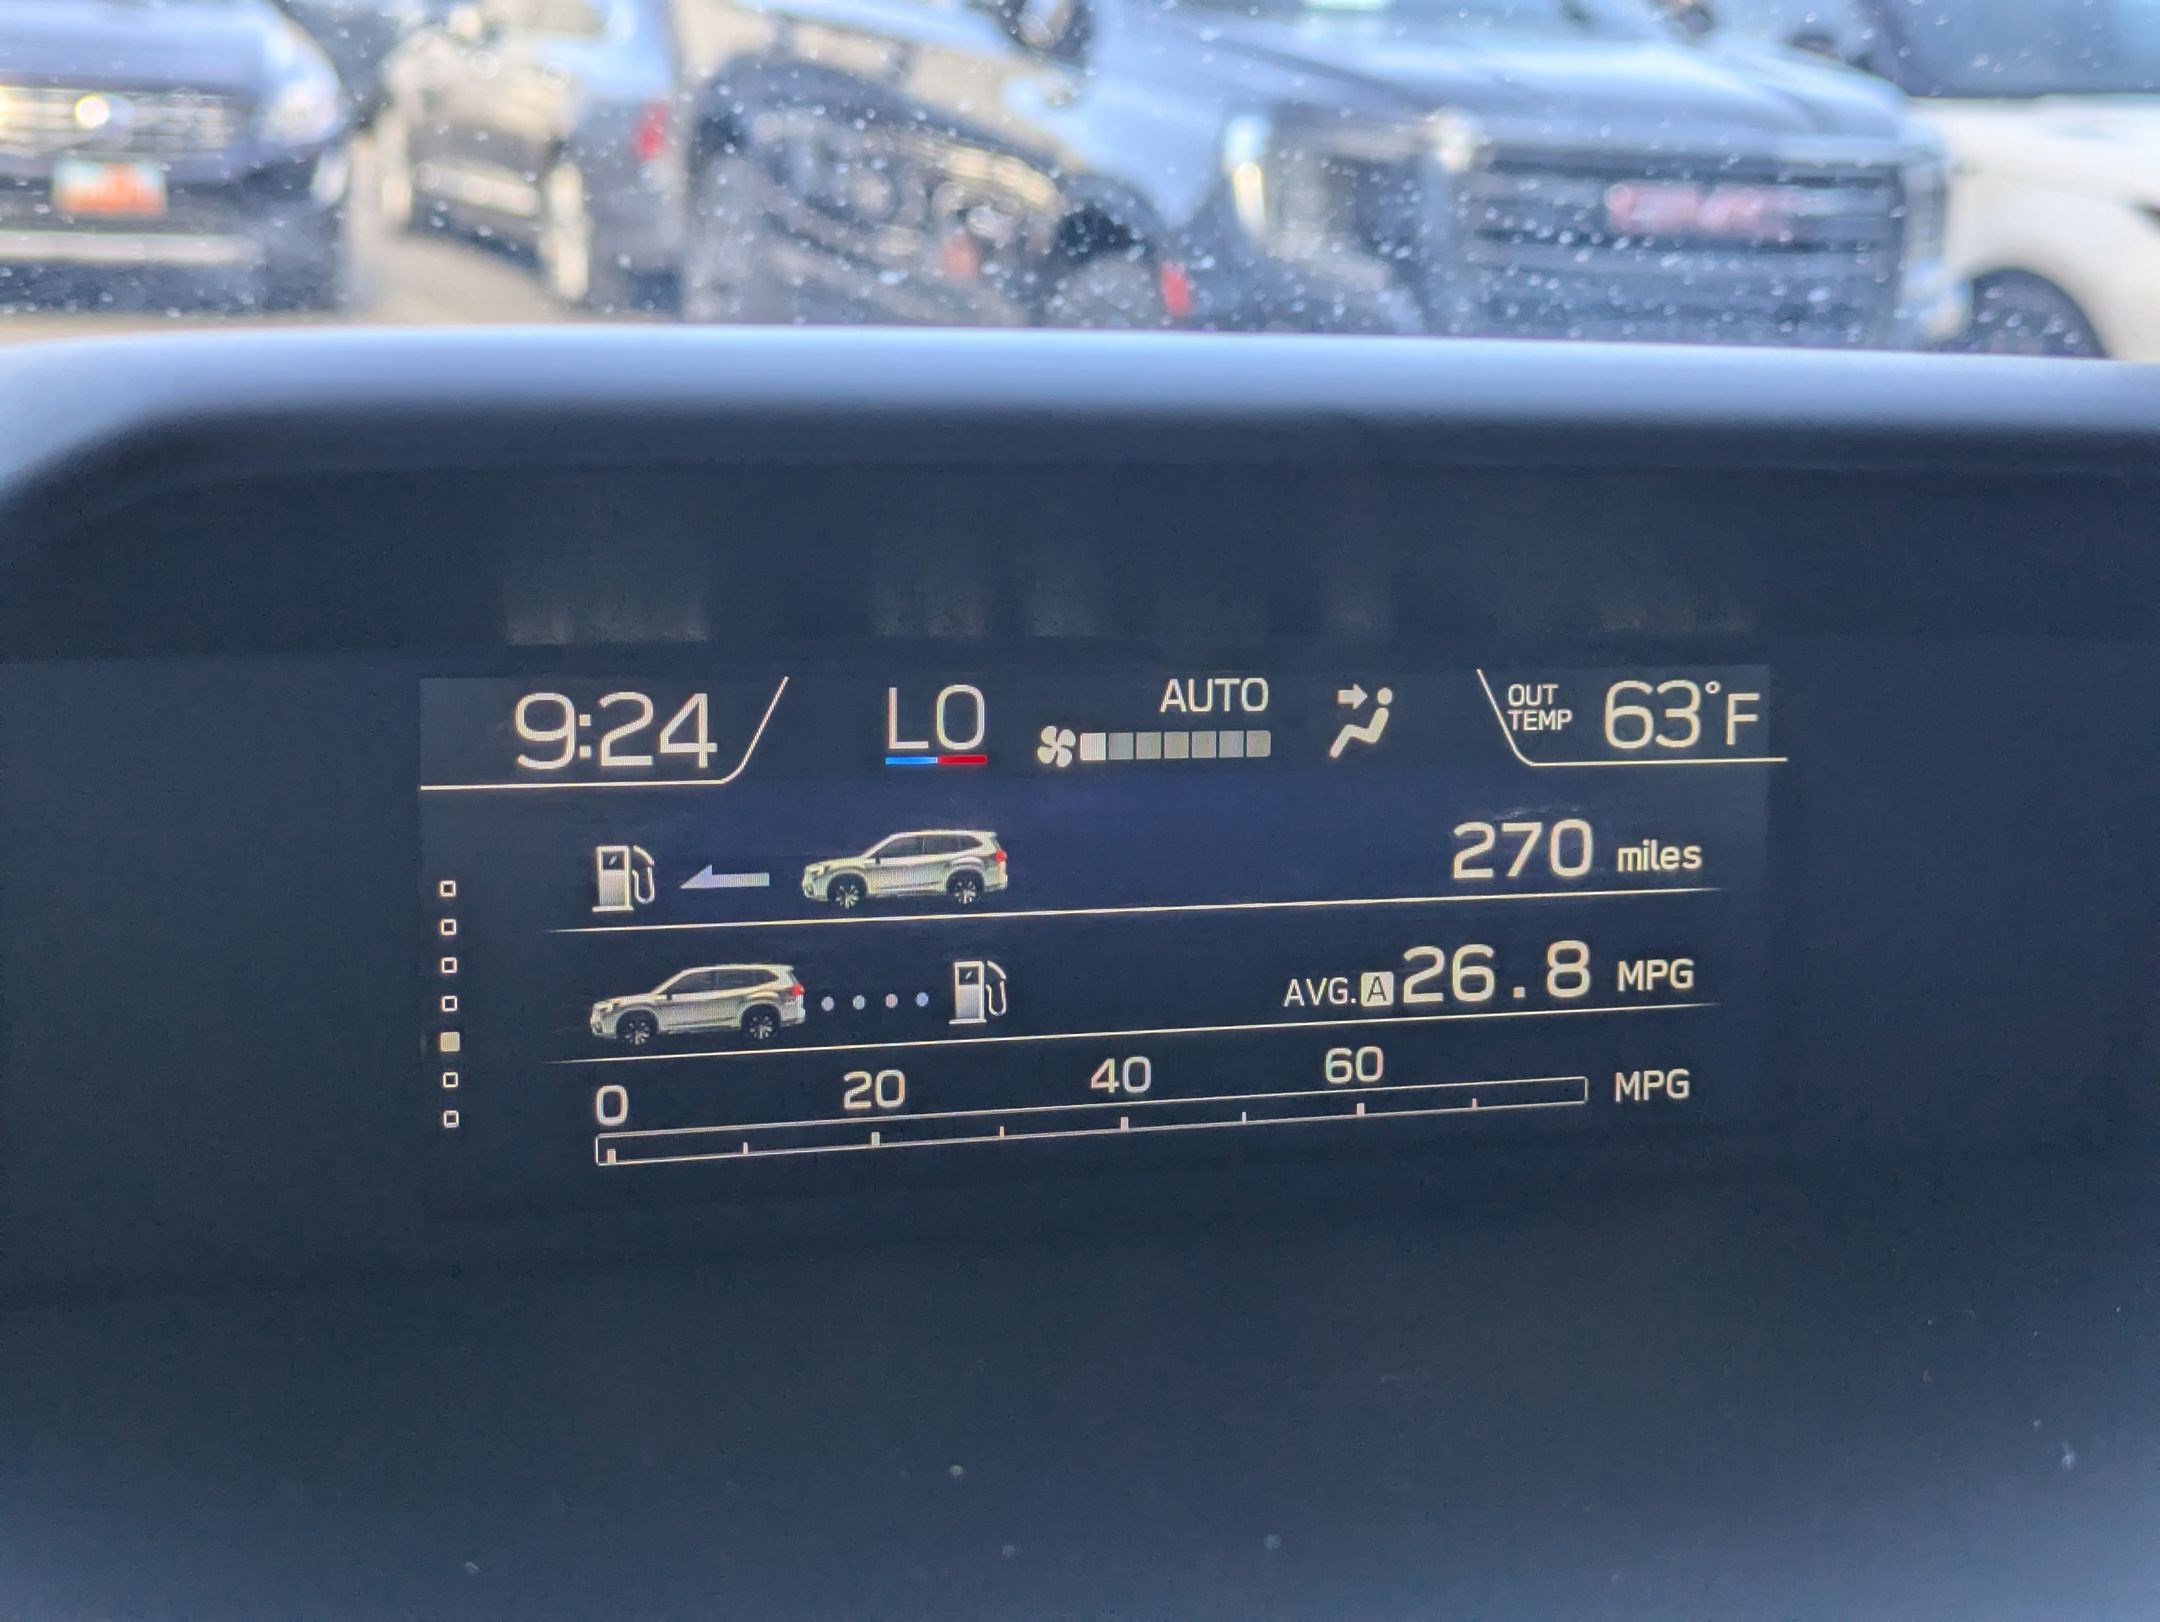 9:24 LO AUTO OUT TEMP 63°F
270 miles
AVG. A 26.8 MPG
0 20 40 60 MPG